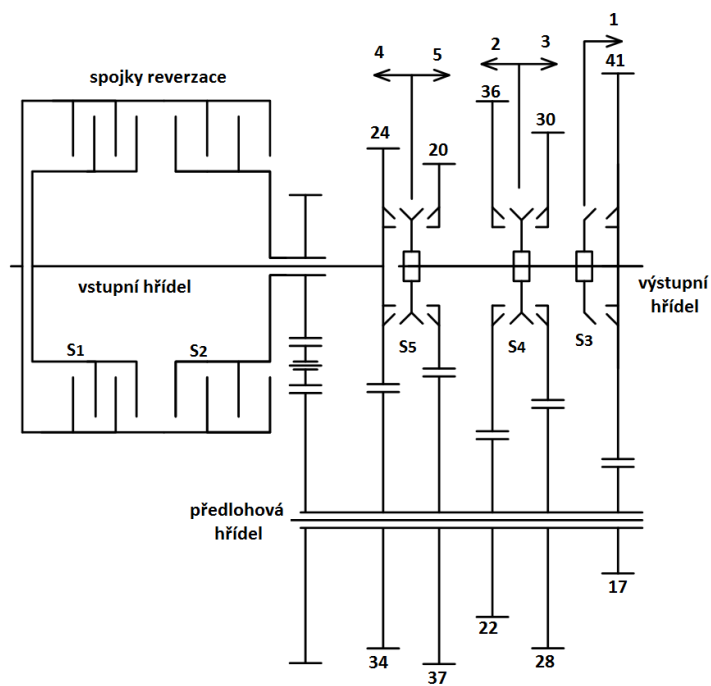 1
4 5 2 3 41
spojky reverzace
36
24 30
20
vstupní hřídel
výstupní
hřídel
S1 S2 S5 S4 S3
předlohová
hřídel
17
22
34 37 28